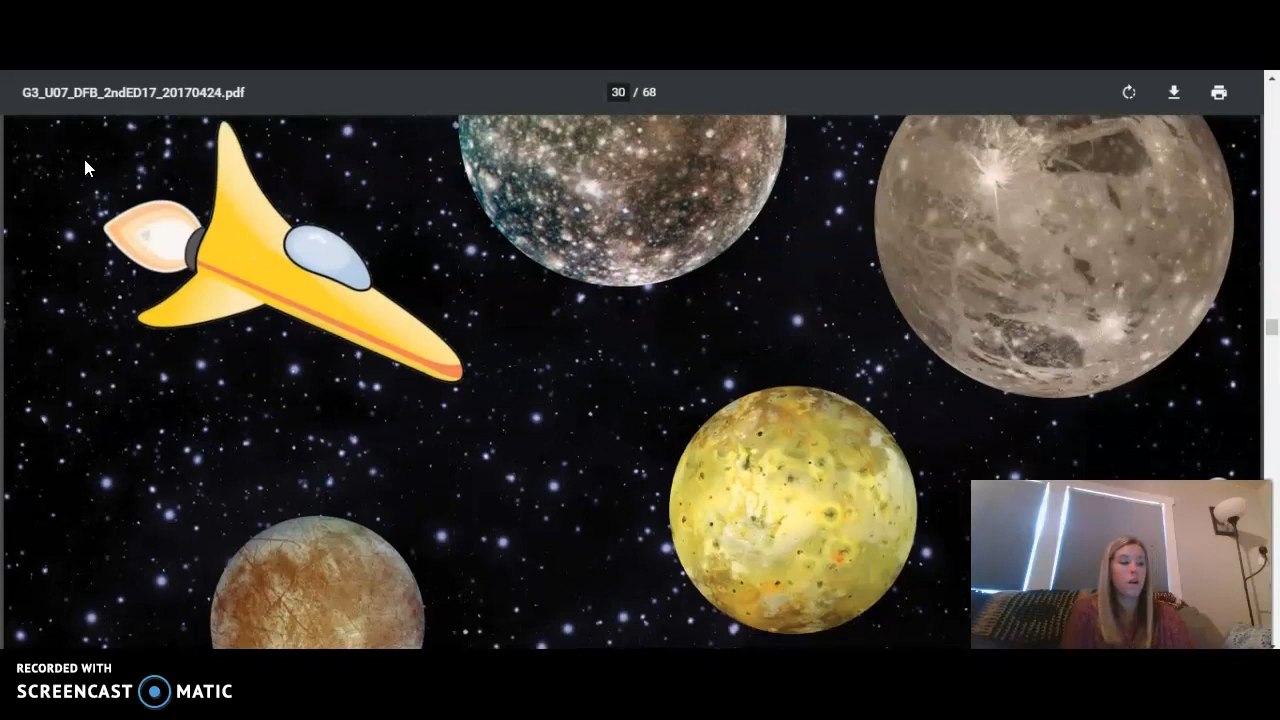 G3_U07_DFB_2ndED17_20170424.pdf
30 / 68
RECORDED WITH
SCREENCAST MATIC